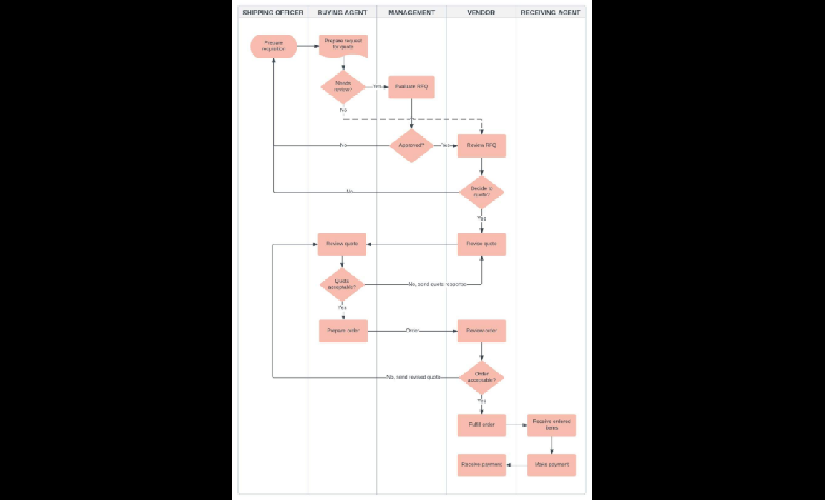 SHIPPING OFFICER
BUYING AGENT
MANAGEMENT
VENDOR
RECEIVING AGENT
Prepare
requisition
Prepare request
for quote
Needs
review?
Yes
Evaluate RFQ
No
Approved?
No
Yes
Review RFQ
Decide to
quote?
No
Yes
Review quote
Review quote
Quote
acceptable?
No, send quote
Yes
Prepare order
Order
Review order
Order
acceptable?
No, send revised quote
Yes
Fulfill order
Receive ordered
items
Receive payment
Make payment